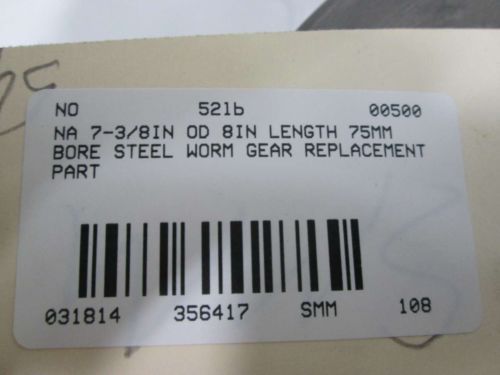 NO 521b 00500
NA 7-3/8IN OD 8IN LENGTH 75MM
BORE STEEL WORM GEAR REPLACEMENT
PART
031814 356417 SMM 108